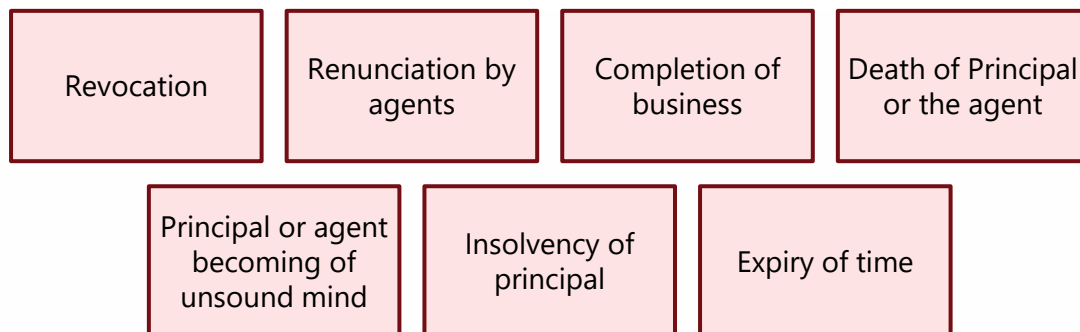 Revocation
Renunciation by
agents
Completion of
business
Death of Principal
or the agent
Principal or agent
becoming of
unsound mind
Insolvency of
principal
Expiry of time